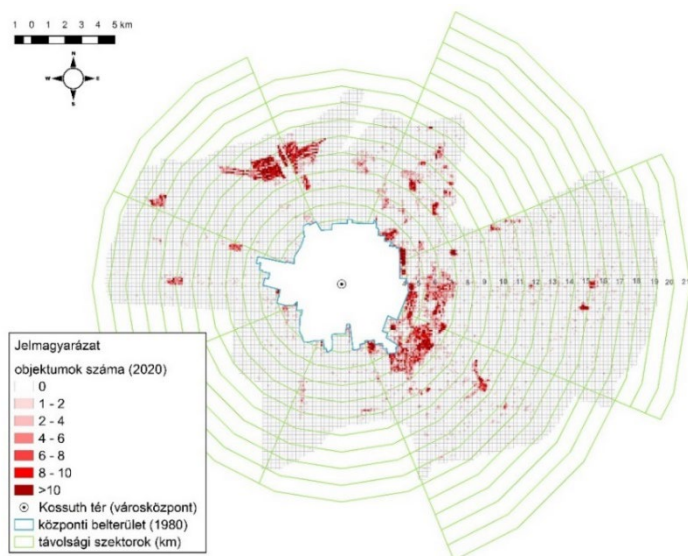 1 0 1 2 3 4 5 km
N
W E
S
8 9 10 11 12 13 14 15 16 17 18 19 20 21
Jelmagyarázat
objektumok száma (2020)
0
1 - 2
2 - 4
4 - 6
6 - 8
8 - 10
>10
Kossuth tér (városközpont)
központi belterület (1980)
távolsági szektorok (km)